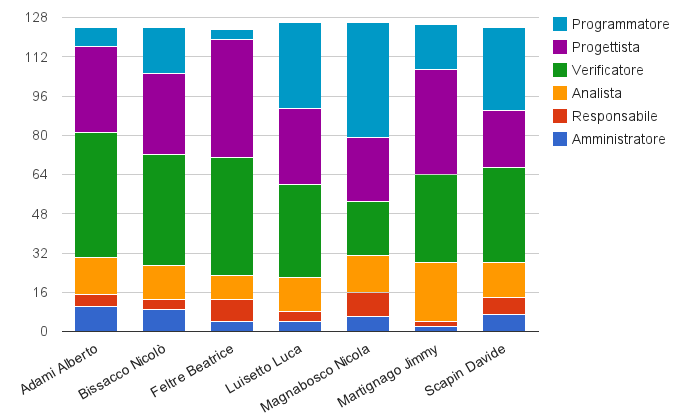 128
112
96
80
64
48
32
16
0
Adami Alberto
Bissacco Nicolò
Feltre Beatrice
Luisetto Luca
Magnabosco Nicola
Martignago Jimmy
Scapin Davide
Programmatore
Progettista
Verificatore
Analista
Responsabile
Amministratore